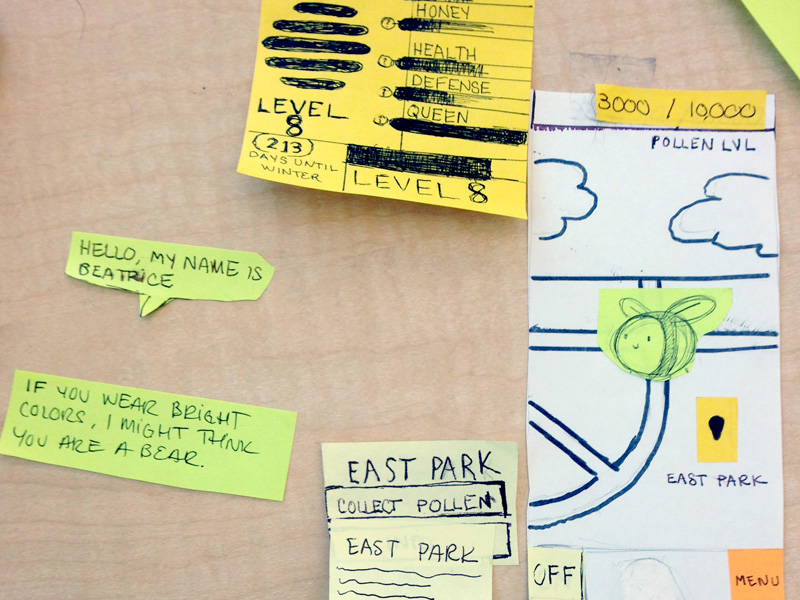 HONEY
HEALTH
DEFENSE
QUEEN
LEVEL
8
213
DAYS UNTIL
WINTER
LEVEL 8
3000 / 10,000
POLLEN LVL
HELLO, MY NAME IS
BEATRICE
IF YOU WEAR BRIGHT
COLORS, I MIGHT THINK
YOU ARE A BEAR.
EAST PARK
EAST PARK
COLLECT POLLEN
EAST PARK
OFF
MENU